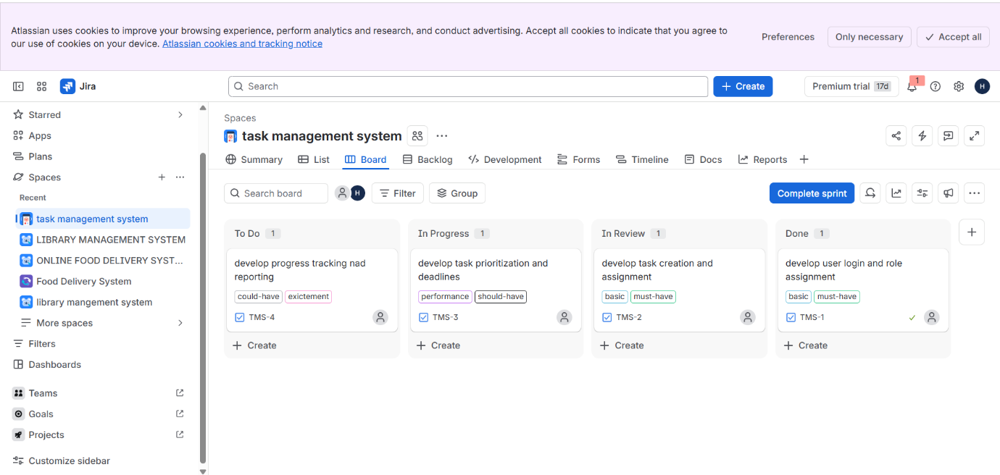 Atlassian uses cookies to improve your browsing experience, perform analytics and research, and conduct advertising. Accept all cookies to indicate that you agree to
our use of cookies on your device. Atlassian cookies and tracking notice
Preferences
Only necessary
Accept all
Jira
Search
Create
Premium trial 17d
1
H
Starred
Apps
Plans
Spaces
Recent
task management system
LIBRARY MANAGEMENT SYSTEM
ONLINE FOOD DELIVERY SYST...
Food Delivery System
library mangement system
More spaces
Filters
Dashboards
Teams
Goals
Projects
Customize sidebar
Spaces
task management system
Summary
List
Board
Backlog
Development
Forms
Timeline
Docs
Reports
Search board
H
Filter
Group
Complete sprint
To Do 1
develop progress tracking nad
reporting
could-have exictement
TMS-4
Create
In Progress 1
develop task prioritization and
deadlines
performance should-have
TMS-3
Create
In Review 1
develop task creation and
assignment
basic must-have
TMS-2
Create
Done 1
develop user login and role
assignment
basic must-have
TMS-1
Create